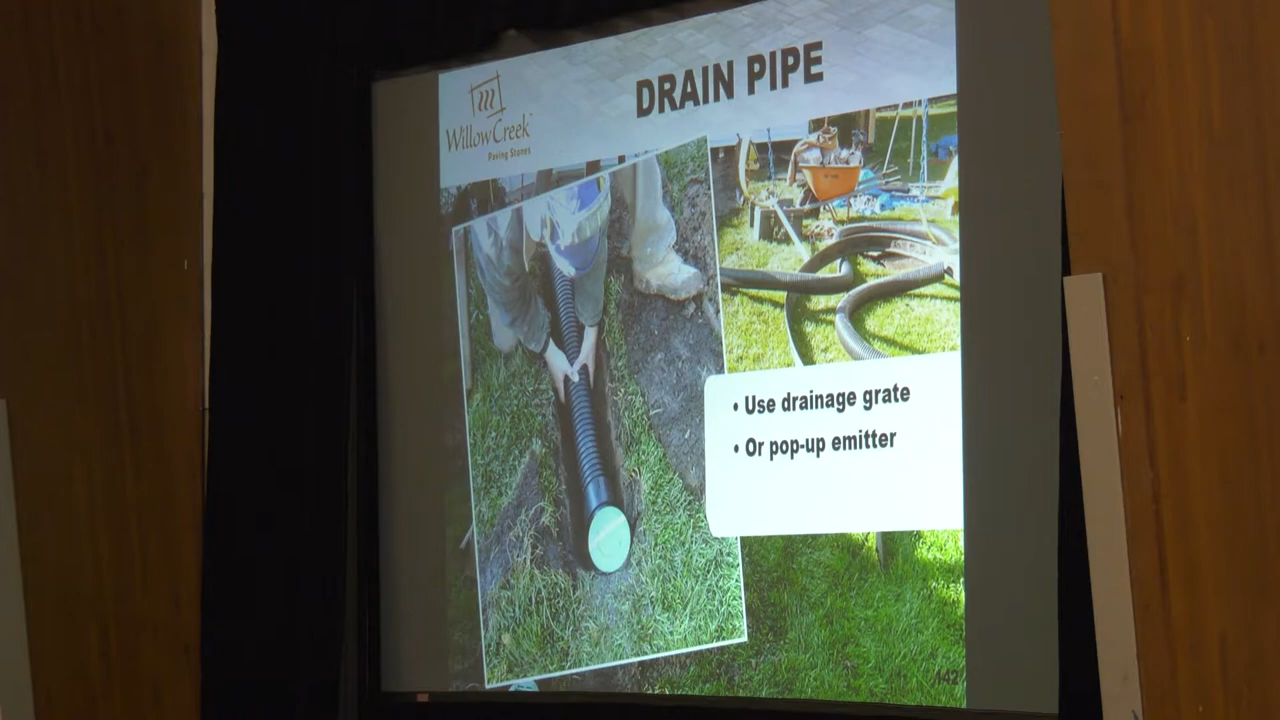 DRAIN PIPE
WillowCreek
Paving Stones
• Use drainage grate
• Or pop-up emitter
142